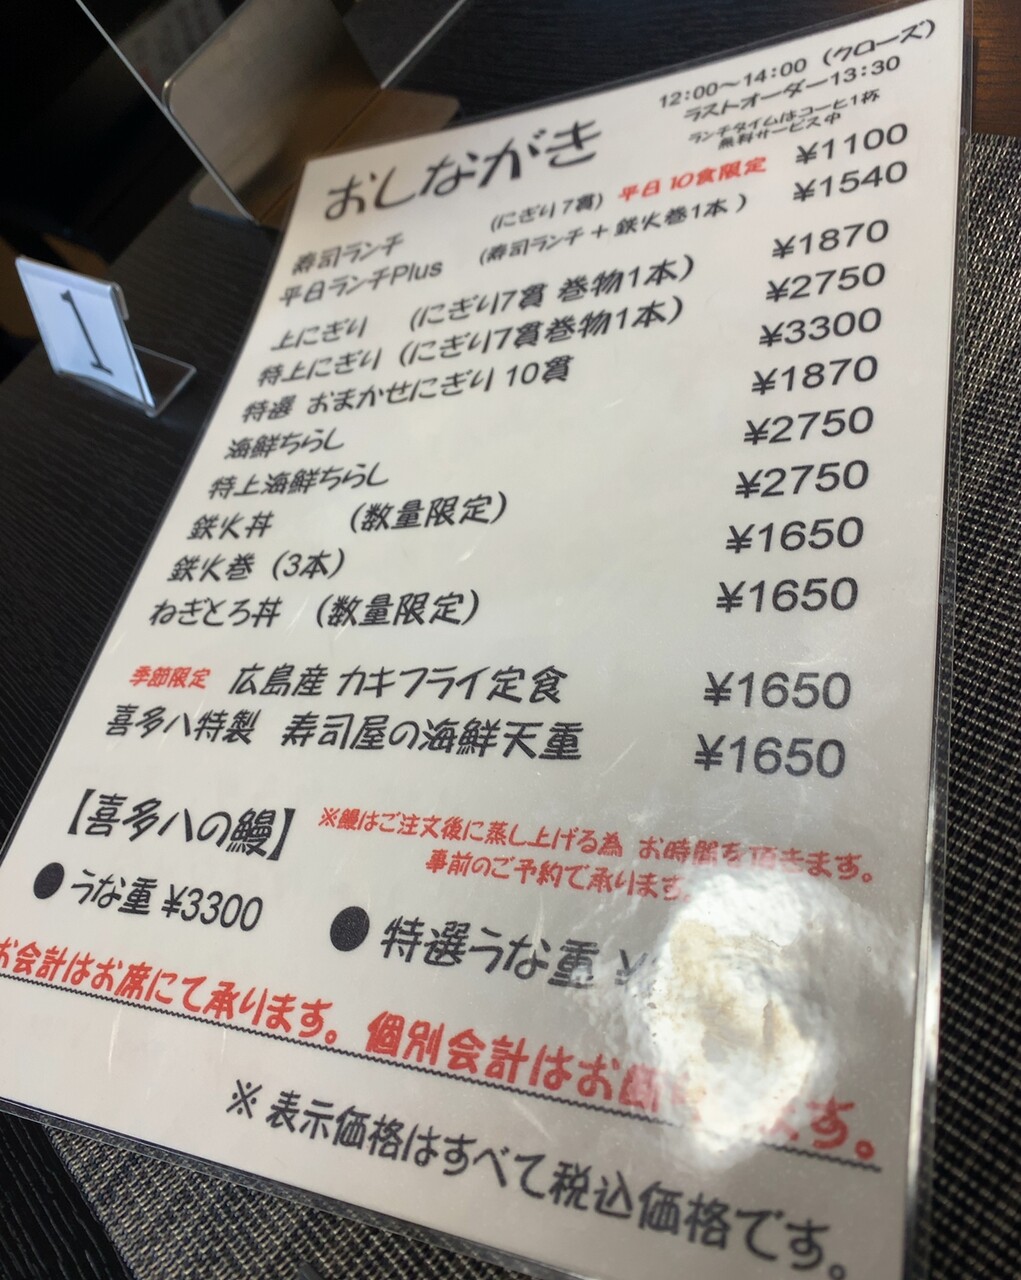 12:00～14:00（クローズ）
ラストオーダー13:30
ランチタイムはコーヒ1杯
無料サービス中
おしながき
寿司ランチ (にぎり7貫) 平日10食限定 ¥1100
平日ランチPlus (寿司ランチ＋鉄火巻1本) ¥1540
上にぎり (にぎり7貫 巻物1本) ¥1870
特上にぎり (にぎり7貫巻物1本) ¥2750
特選 おまかせにぎり 10貫 ¥3300
海鮮ちらし ¥1870
特上海鮮ちらし ¥2750
鉄火丼 (数量限定) ¥2750
鉄火巻 (3本) ¥1650
ねぎとろ丼 (数量限定) ¥1650
季節限定 広島産 カキフライ定食 ¥1650
喜多八特製 寿司屋の海鮮天重 ¥1650
【喜多八の鰻】 ※鰻はご注文後に蒸し上げる為 お時間を頂きます。
事前のご予約で承ります。
●うな重 ¥3300 ●特選うな重 ¥
お会計はお席にて承ります。個別会計はお断 ます。
※表示価格はすべて税込価格です。
1